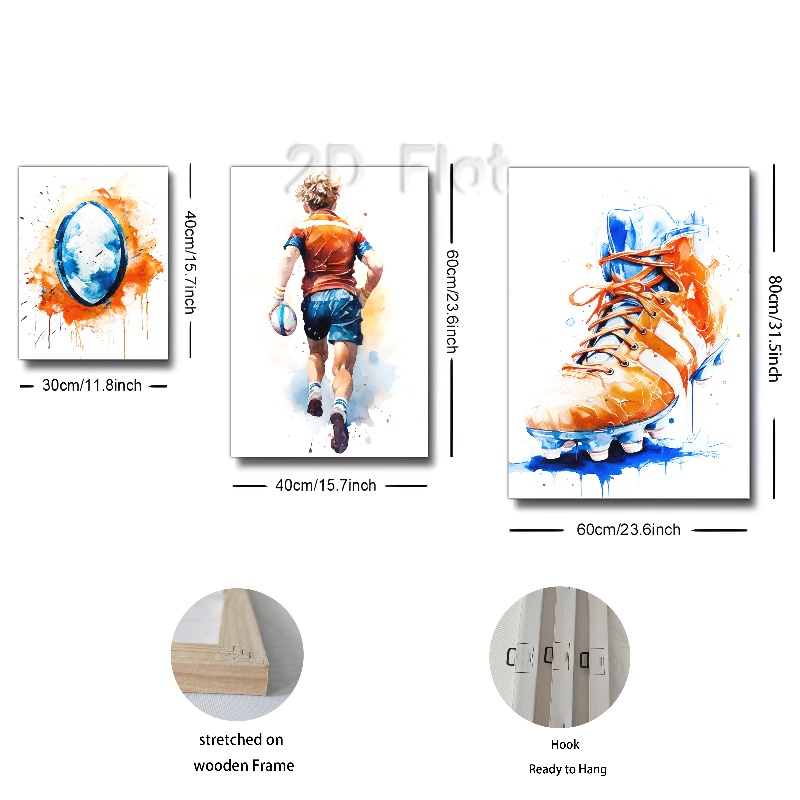 2D Flat
40cm/15.7inch
30cm/11.8inch
60cm/23.6inch
40cm/15.7inch
80cm/31.5inch
60cm/23.6inch
stretched on
wooden Frame
Hook
Ready to Hang